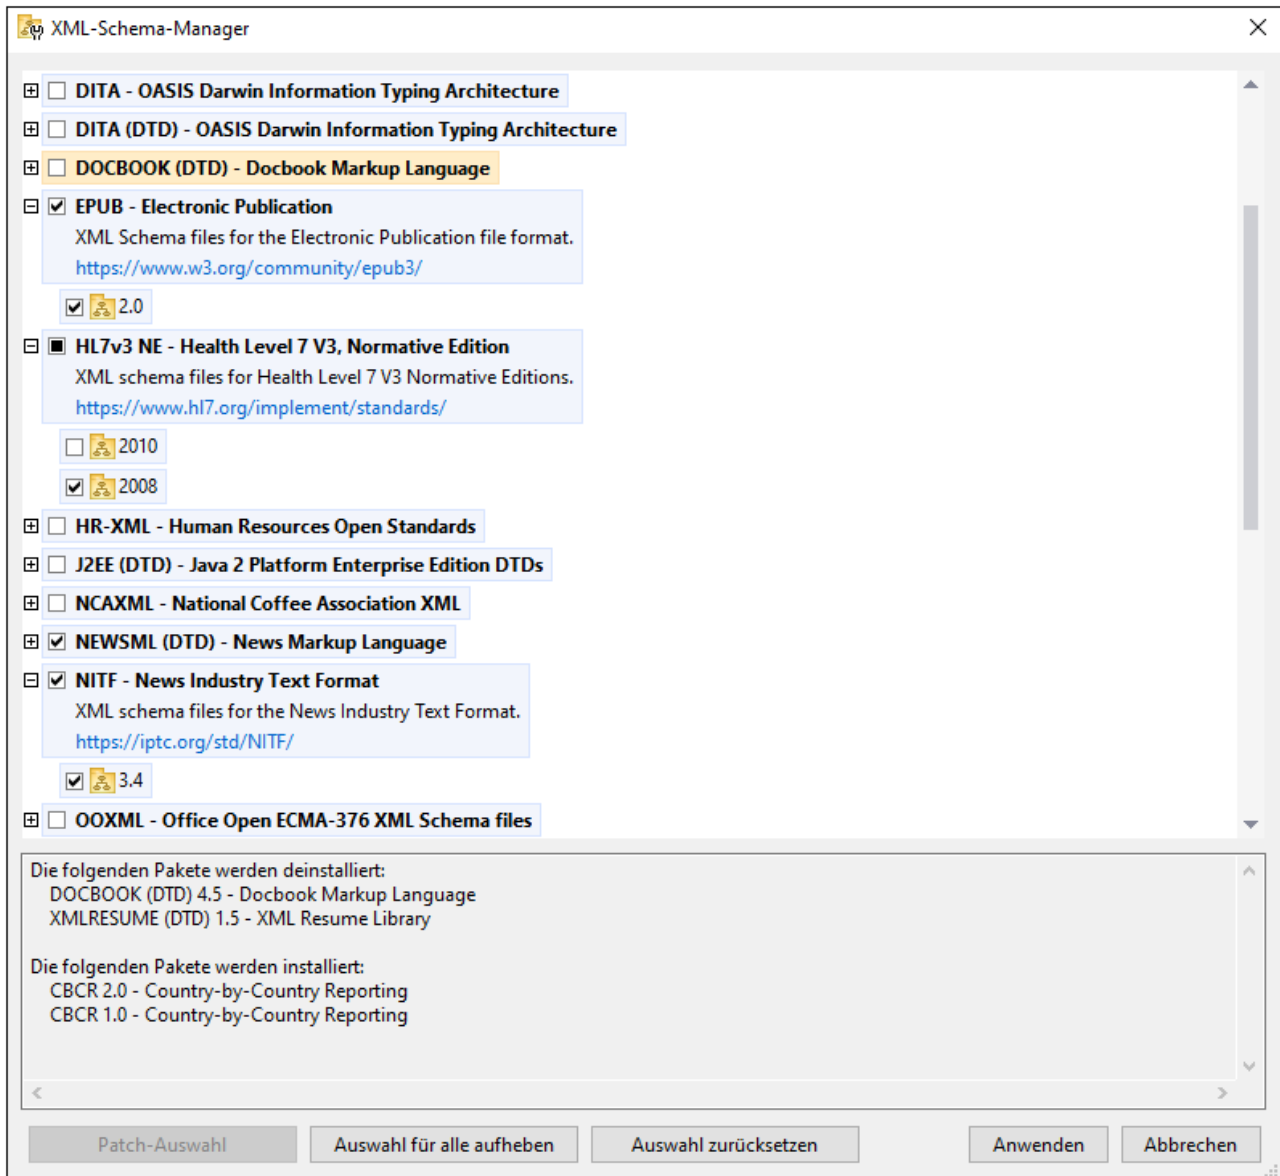 XML-Schema-Manager
DITA - OASIS Darwin Information Typing Architecture
DITA (DTD) - OASIS Darwin Information Typing Architecture
DOCBOOK (DTD) - Docbook Markup Language
EPUB - Electronic Publication
XML Schema files for the Electronic Publication file format.
https://www.w3.org/community/epub3/
2.0
HL7v3 NE - Health Level 7 V3, Normative Edition
XML schema files for Health Level 7 V3 Normative Editions.
https://www.hl7.org/implement/standards/
2010
2008
HR-XML - Human Resources Open Standards
J2EE (DTD) - Java 2 Platform Enterprise Edition DTDs
NCAXML - National Coffee Association XML
NEWSML (DTD) - News Markup Language
NITF - News Industry Text Format
XML schema files for the News Industry Text Format.
https://iptc.org/std/NITF/
3.4
OOXML - Office Open ECMA-376 XML Schema files
Die folgenden Pakete werden deinstalliert:
DOCBOOK (DTD) 4.5 - Docbook Markup Language
XMLRESUME (DTD) 1.5 - XML Resume Library
Die folgenden Pakete werden installiert:
CBCR 2.0 - Country-by-Country Reporting
CBCR 1.0 - Country-by-Country Reporting
Patch-Auswahl
Auswahl für alle aufheben
Auswahl zurücksetzen
Anwenden
Abbrechen